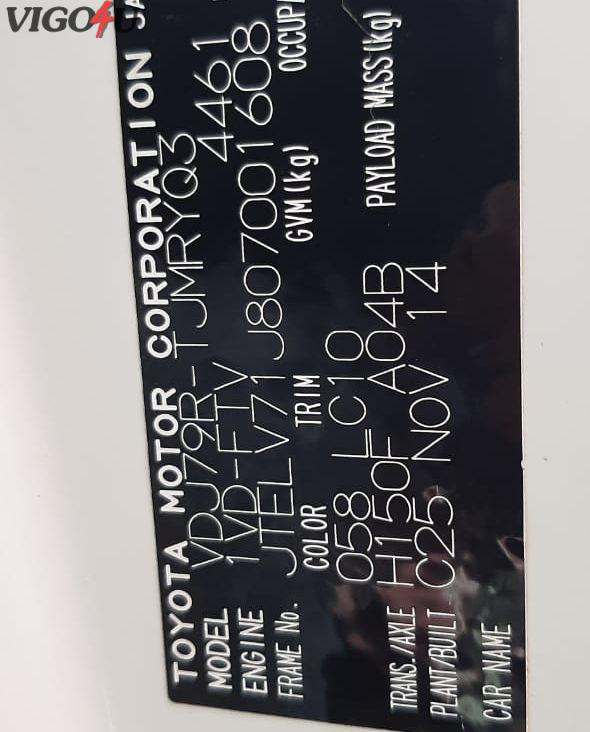 VIGO4U
TOYOTA MOTOR CORPORATION
MODEL VDJ79R-TJMRYQ3
ENGINE 1VD-FTV 4461
FRAME No. JTELV71J807001608
COLOR TRIM GVM(kg)
058 LC10
TRANS./AXLE H150F A04B PAYLOAD MASS(kg)
PLANT/BUILT C25 NOV 14
CAR NAME